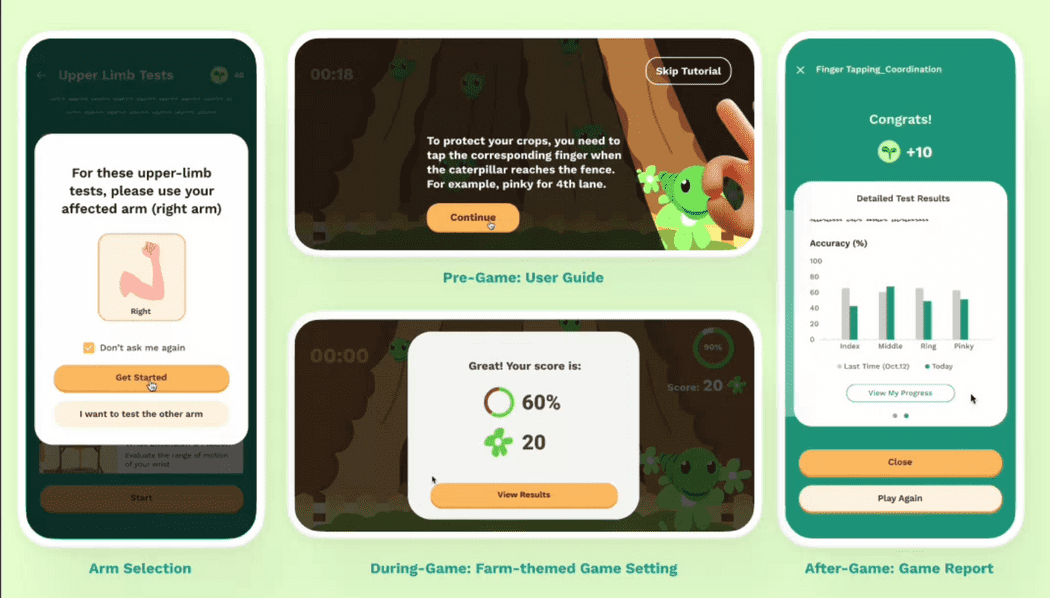 Upper Limb Tests
For these upper-limb
tests, please use your
affected arm (right arm)
Right
Don't ask me again
Get Started
I want to test the other arm
Evaluate the range of motion
of your wrist
Start
Arm Selection
00:18
Skip Tutorial
To protect your crops, you need to
tap the corresponding finger when
the caterpillar reaches the fence.
For example, pinky for 4th lane.
Continue
Pre-Game: User Guide
00:00
90%
Score: 20
Great! Your score is:
60%
20
View Results
During-Game: Farm-themed Game Setting
Finger Tapping_Coordination
Congrats!
+10
Detailed Test Results
Accuracy (%)
100
80
60
40
20
0
Index Middle Ring Pinky
Last Time (Oct.12) Today
View My Progress
Close
Play Again
After-Game: Game Report